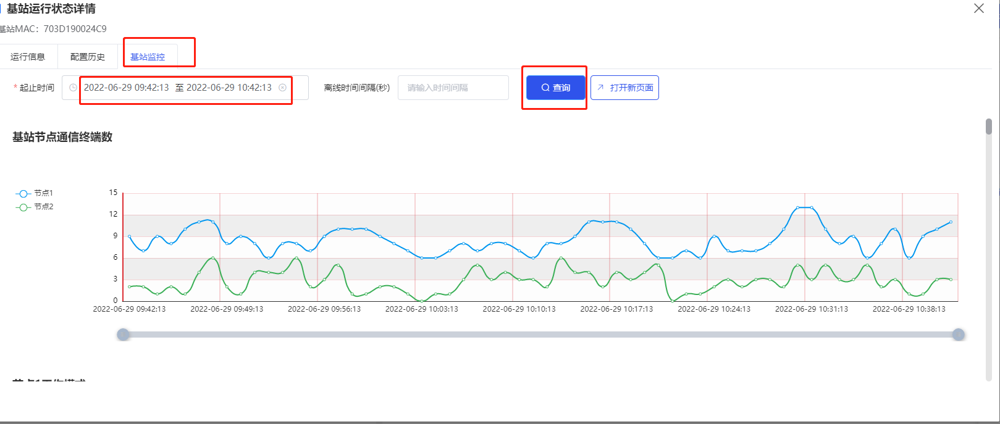 基站运行状态详情
基站MAC：703D190024C9
运行信息 配置历史 基站监控
* 起止时间 2022-06-29 09:42:13 至 2022-06-29 10:42:13 离线时间间隔(秒) 请输入时间间隔 查询 打开新页面
基站节点通信终端数
节点1
节点2
15
12
9
6
3
0
2022-06-29 09:42:13 2022-06-29 09:49:13 2022-06-29 09:56:13 2022-06-29 10:03:13 2022-06-29 10:10:13 2022-06-29 10:17:13 2022-06-29 10:24:13 2022-06-29 10:31:13 2022-06-29 10:38:13
节点1工作模式